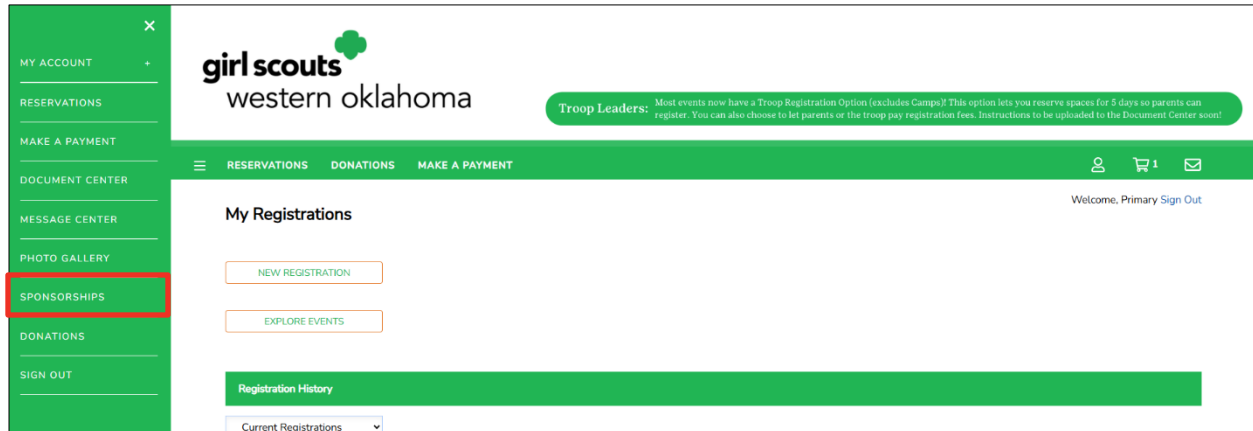 MY ACCOUNT +
RESERVATIONS
MAKE A PAYMENT
DOCUMENT CENTER
MESSAGE CENTER
PHOTO GALLERY
SPONSORSHIPS
DONATIONS
SIGN OUT
girl scouts
western oklahoma
Troop Leaders: Most events now have a Troop Registration Option (excludes Camps)! This option lets you reserve spaces for 5 days so parents can
register. You can also choose to let parents or the troop pay registration fees. Instructions to be uploaded to the Document Center soon!
RESERVATIONS DONATIONS MAKE A PAYMENT 1
Welcome, Primary Sign Out
My Registrations
NEW REGISTRATION
EXPLORE EVENTS
Registration History
Current Registrations